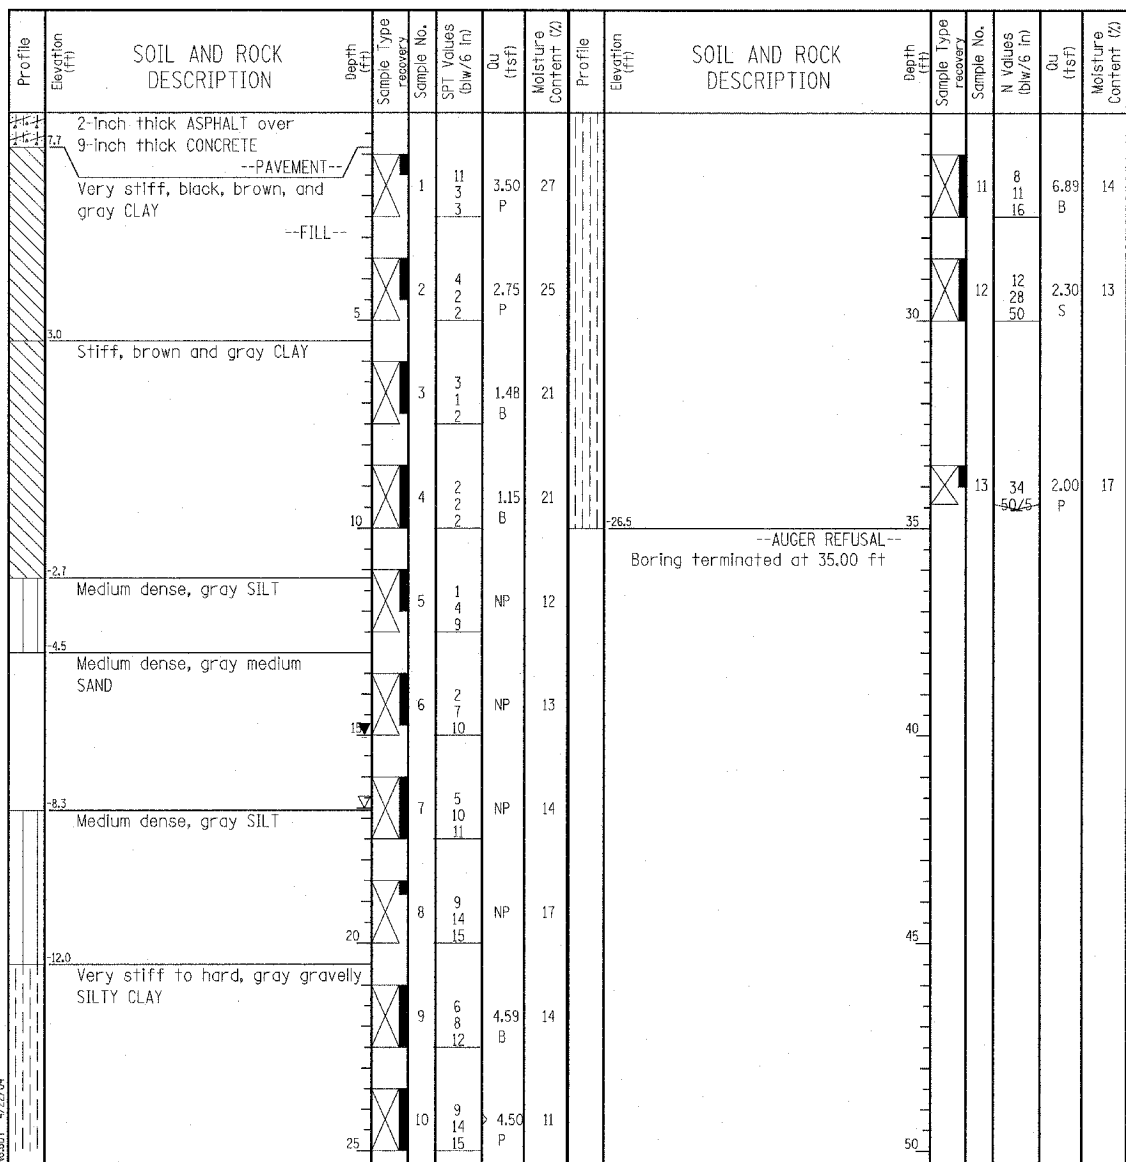 Profile
Elevation (ft)
SOIL AND ROCK DESCRIPTION
Depth (ft)
Sample Type recovery
Sample No.
SPT Values (blw/6 in)
Qu (tsf)
Moisture Content (%)
Profile
Elevation (ft)
SOIL AND ROCK DESCRIPTION
Depth (ft)
Sample Type recovery
Sample No.
N Values (blw/6 in)
Qu (tsf)
Moisture Content (%)
2-inch thick ASPHALT over
7.7 9-inch thick CONCRETE
--PAVEMENT--
Very stiff, black, brown, and
gray CLAY
--FILL--
1 11 3 3 3.50 P 27
2 4 2 2 2.75 P 25
5
3.0
Stiff, brown and gray CLAY
3 3 1 2 1.48 B 21
4 2 2 2 1.15 B 21
10
-2.7
Medium dense, gray SILT
5 1 4 9 NP 12
-4.5
Medium dense, gray medium
SAND
6 2 7 10 NP 13
15
7 5 10 11 NP 14
-8.3
Medium dense, gray SILT
8 9 14 15 NP 17
20
-12.0
Very stiff to hard, gray gravelly
SILTY CLAY
9 6 8 12 4.59 B 14
10 9 14 15 > 4.50 P 11
25
11 8 11 16 6.89 B 14
12 12 28 50 2.30 S 13
30
13 34 50/5 2.00 P 17
-26.5
35
--AUGER REFUSAL--
Boring terminated at 35.00 ft
40
45
50
4/22/04